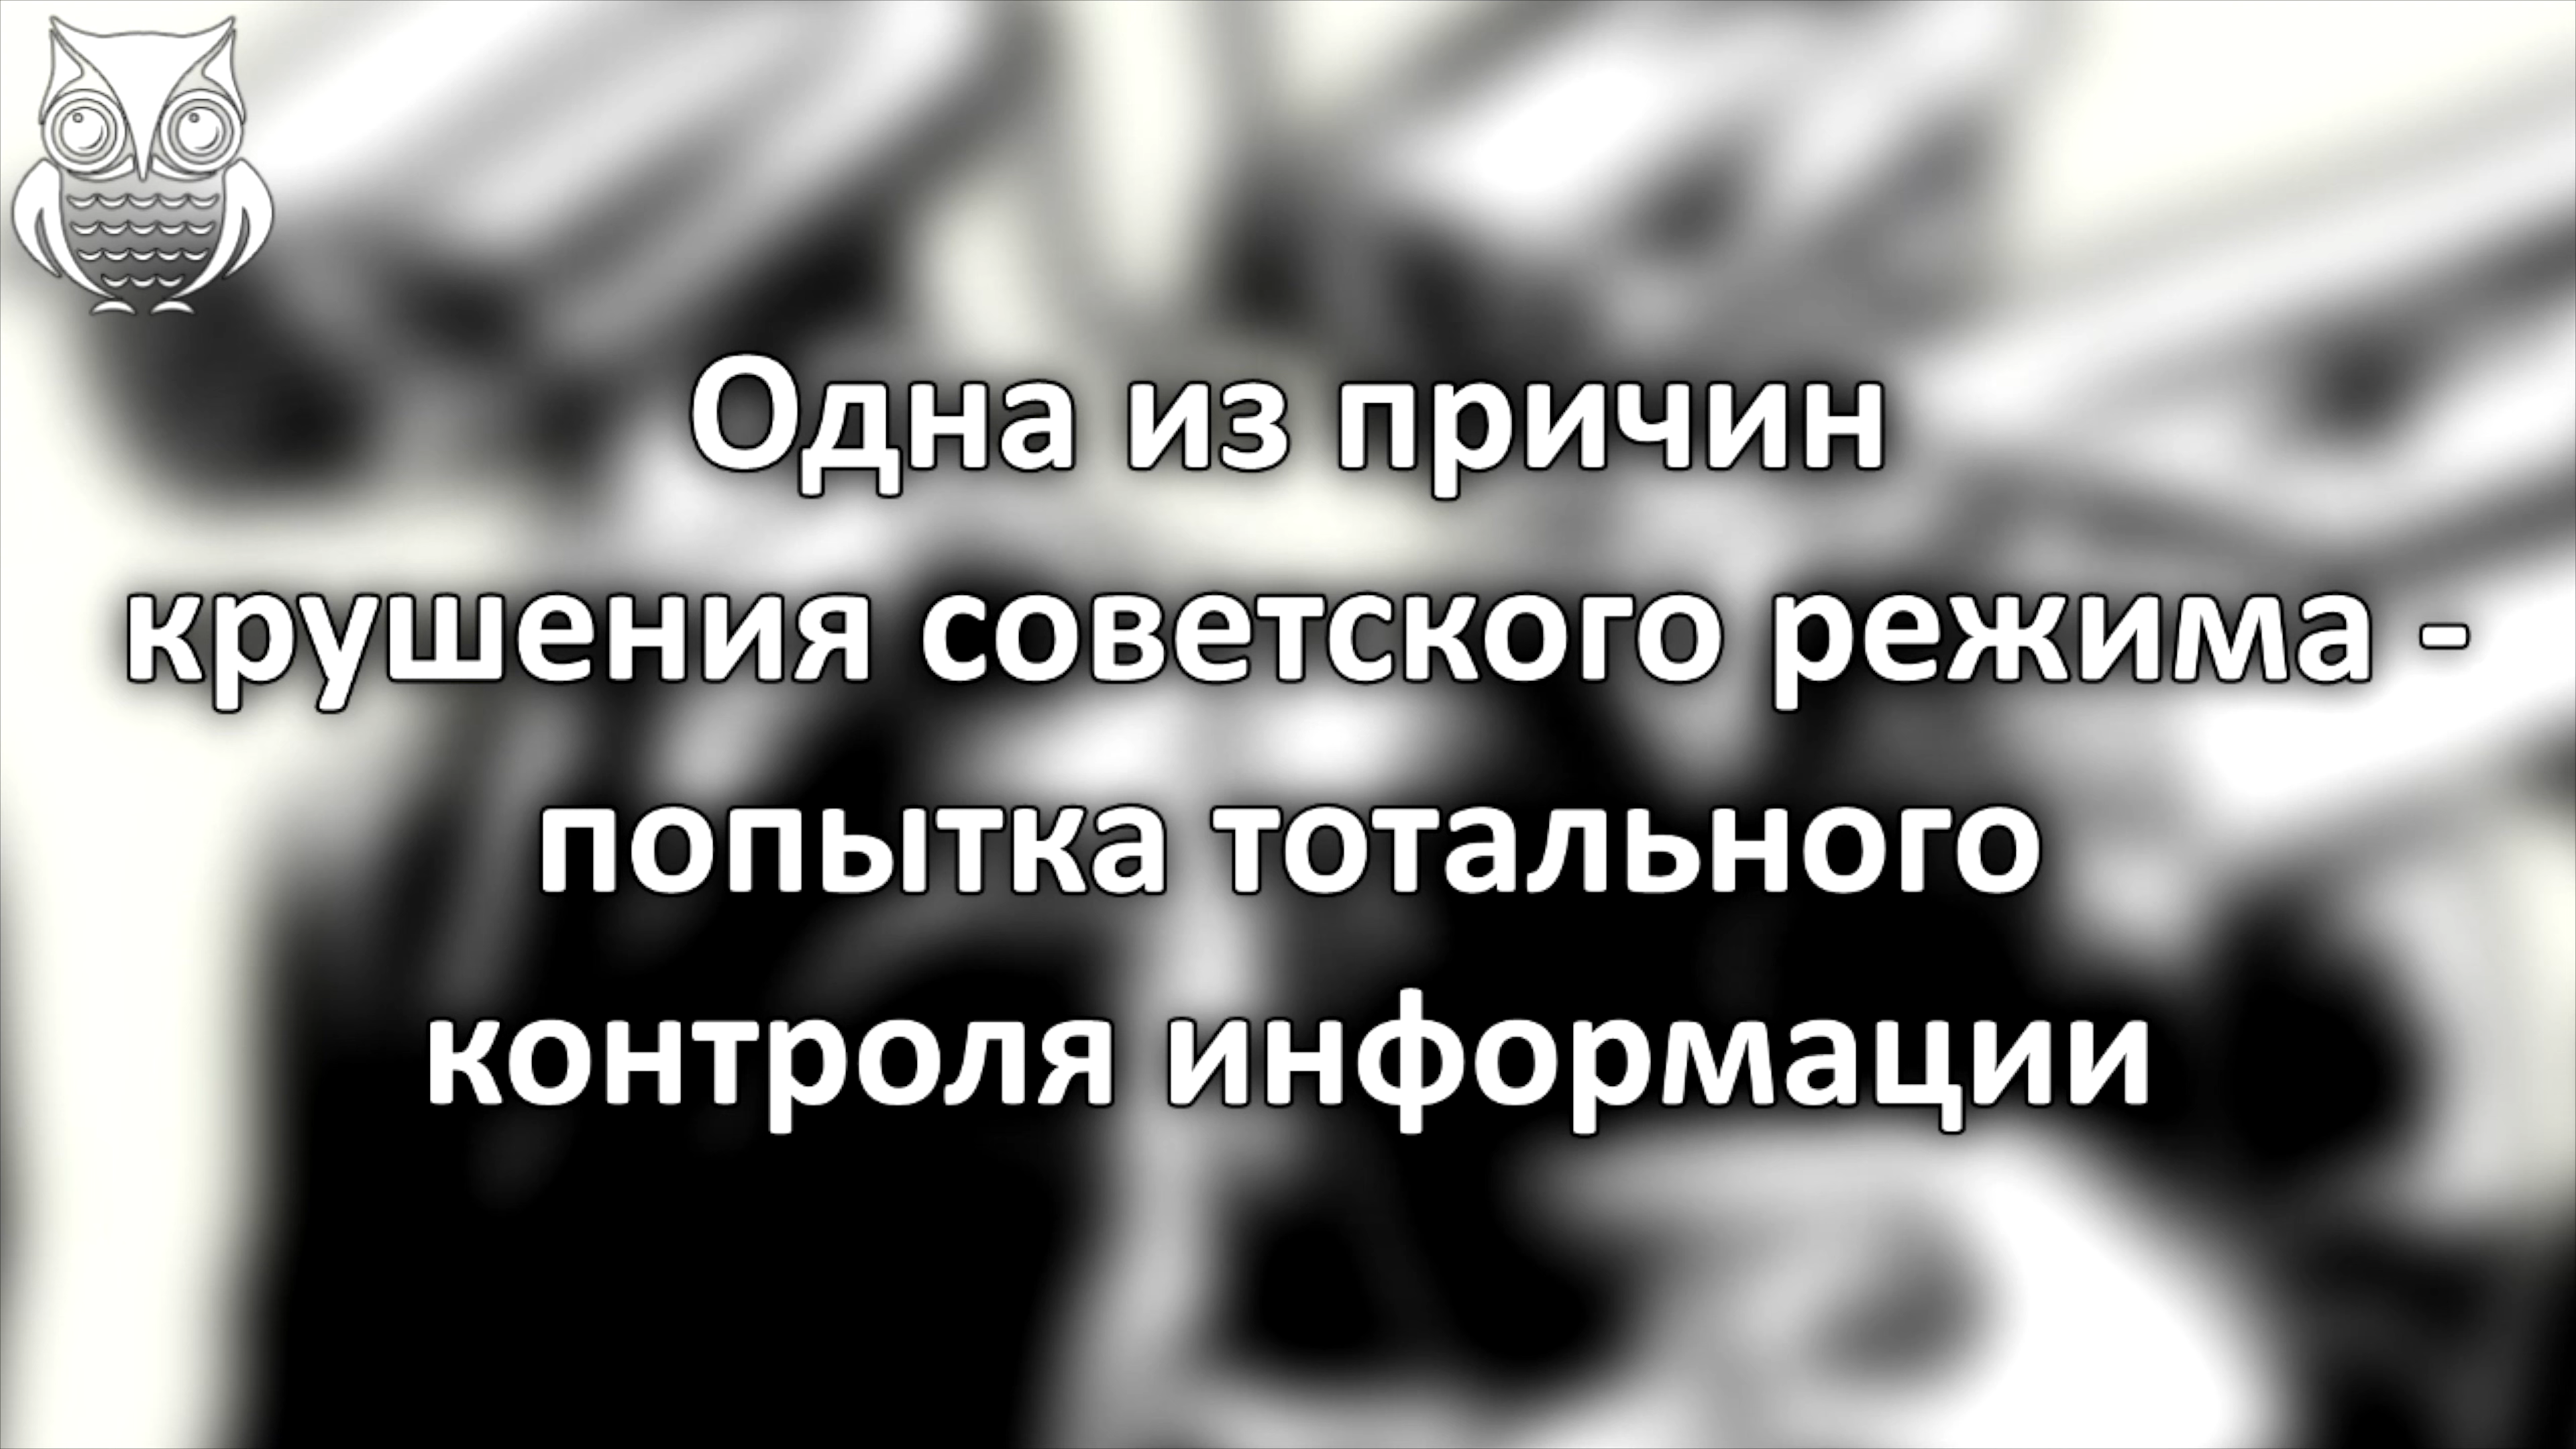 Одна из причин
крушения советского режима -
попытка тотального
контроля информации